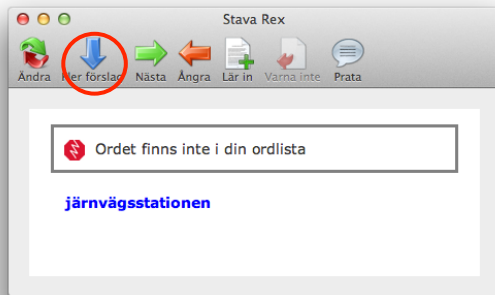 Stava Rex
Ändra Fler förslag Nästa Ångra Lär in Varna inte Prata
Ordet finns inte i din ordlista
järnvägsstationen